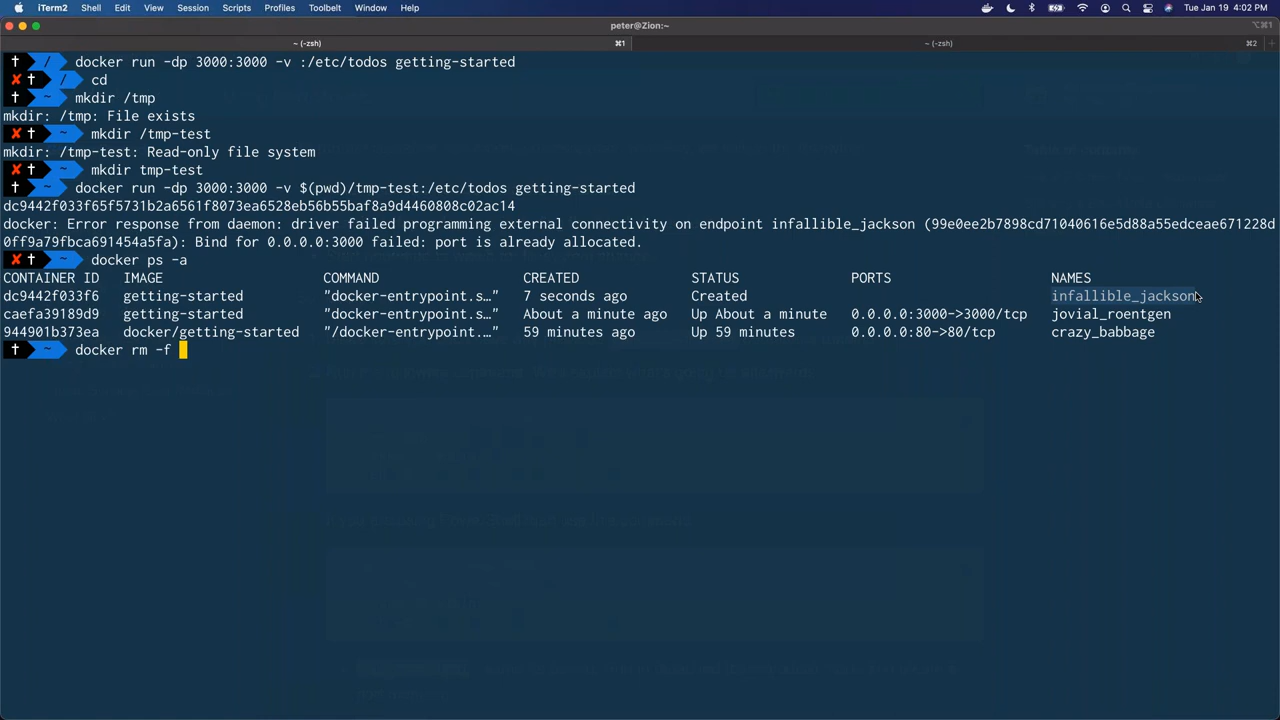 iTerm2 Shell Edit View Session Scripts Profiles Toolbelt Window Help Tue Jan 19 4:02 PM
peter@Zion:~ ⌥⌘1
~ (-zsh) ⌘1 ~ (-zsh) ⌘2
/ docker run -dp 3000:3000 -v :/etc/todos getting-started
✘ † / cd
† ~ mkdir /tmp
mkdir: /tmp: File exists
✘ † ~ mkdir /tmp-test
mkdir: /tmp-test: Read-only file system
✘ † ~ mkdir tmp-test
† ~ docker run -dp 3000:3000 -v $(pwd)/tmp-test:/etc/todos getting-started
dc9442f033f65f5731b2a6561f8073ea6528eb56b55baf8a9d4460808c02ac14
docker: Error response from daemon: driver failed programming external connectivity on endpoint infallible_jackson (99e0ee2b7898cd71040616e5d88a55edceae671228d
0ff9a79fbca691454a5fa): Bind for 0.0.0.0:3000 failed: port is already allocated.
✘ † ~ docker ps -a
CONTAINER ID IMAGE COMMAND CREATED STATUS PORTS NAMES
dc9442f033f6 getting-started "docker-entrypoint.s…" 7 seconds ago Created infallible_jackson
caefa39189d9 getting-started "docker-entrypoint.s…" About a minute ago Up About a minute 0.0.0.0:3000->3000/tcp jovial_roentgen
944901b373ea docker/getting-started "/docker-entrypoint.…" 59 minutes ago Up 59 minutes 0.0.0.0:80->80/tcp crazy_babbage
† ~ docker rm -f